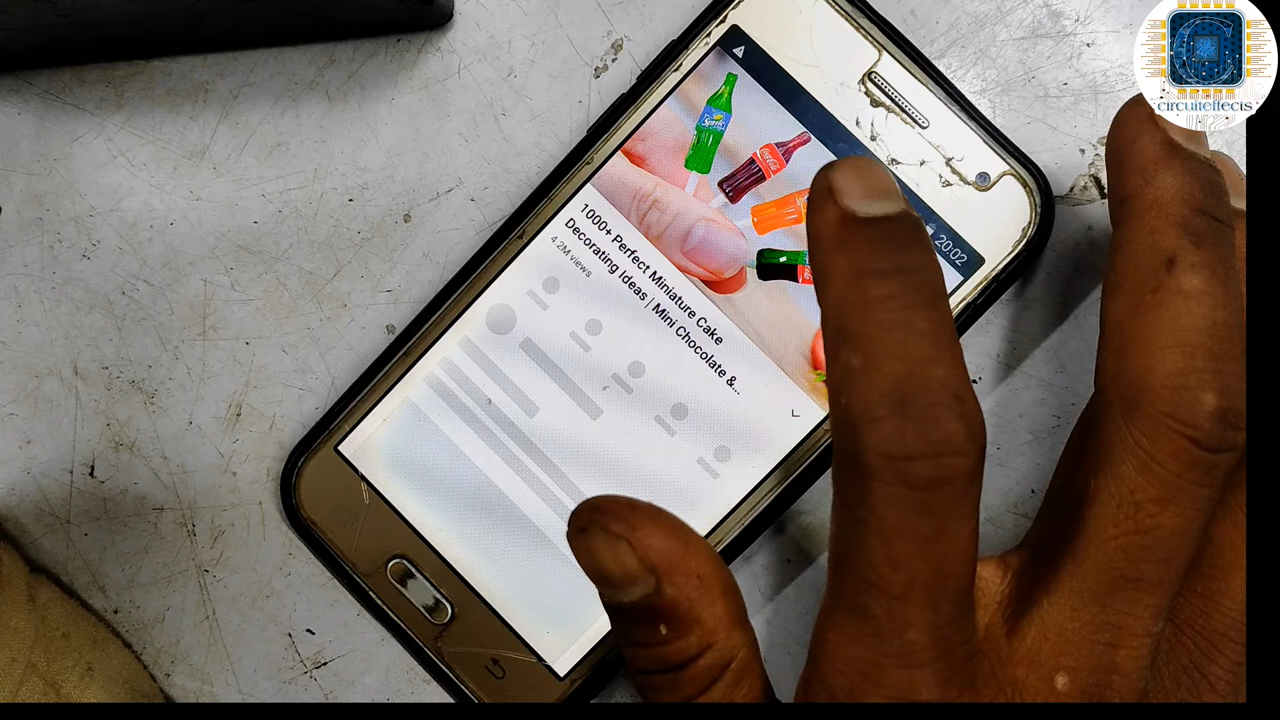 circuiteffects
20:02
Sprite
Coca-Cola
1000+ Perfect Miniature Cake
Decorating Ideas | Mini Chocolate &...
4.2M views